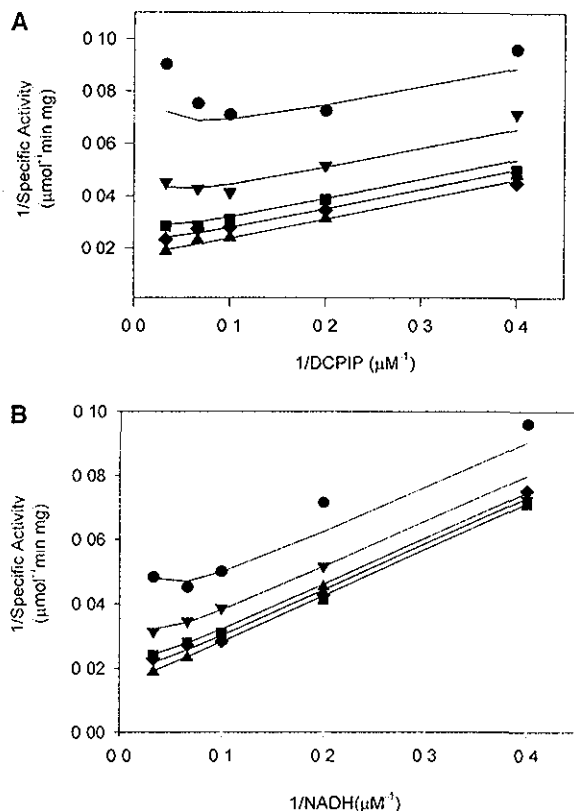 A
0 10
0 08
0 06
0 04
0 02
1/Specific Activity
(μmol⁻¹min mg)
0 0
0 1
0 2
0 3
0 4
1/DCPIP (μM⁻¹)
B
0 10
0 08
0 06
0 04
0 02
0 00
1/Specific Activity
(μmol⁻¹min mg)
0 0
0 1
0 2
0 3
0 4
1/NADH(μM⁻¹)